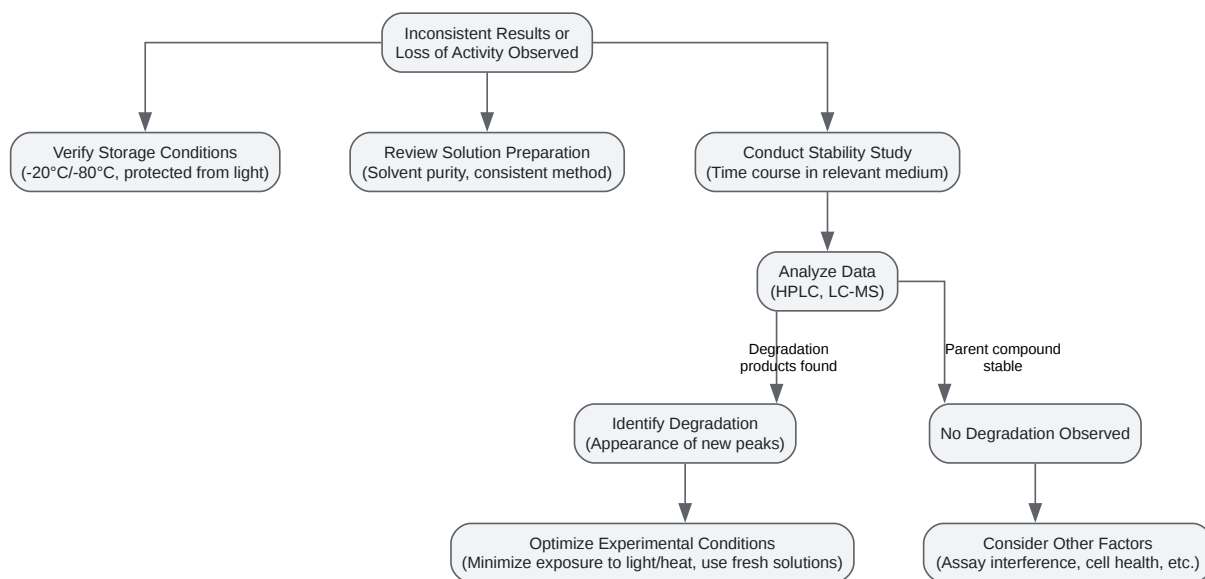 Inconsistent Results or
Loss of Activity Observed
Verify Storage Conditions
(-20°C/-80°C, protected from light)
Review Solution Preparation
(Solvent purity, consistent method)
Conduct Stability Study
(Time course in relevant medium)
Analyze Data
(HPLC, LC-MS)
Degradation
products found
Parent compound
stable
Identify Degradation
(Appearance of new peaks)
No Degradation Observed
Optimize Experimental Conditions
(Minimize exposure to light/heat, use fresh solutions)
Consider Other Factors
(Assay interference, cell health, etc.)